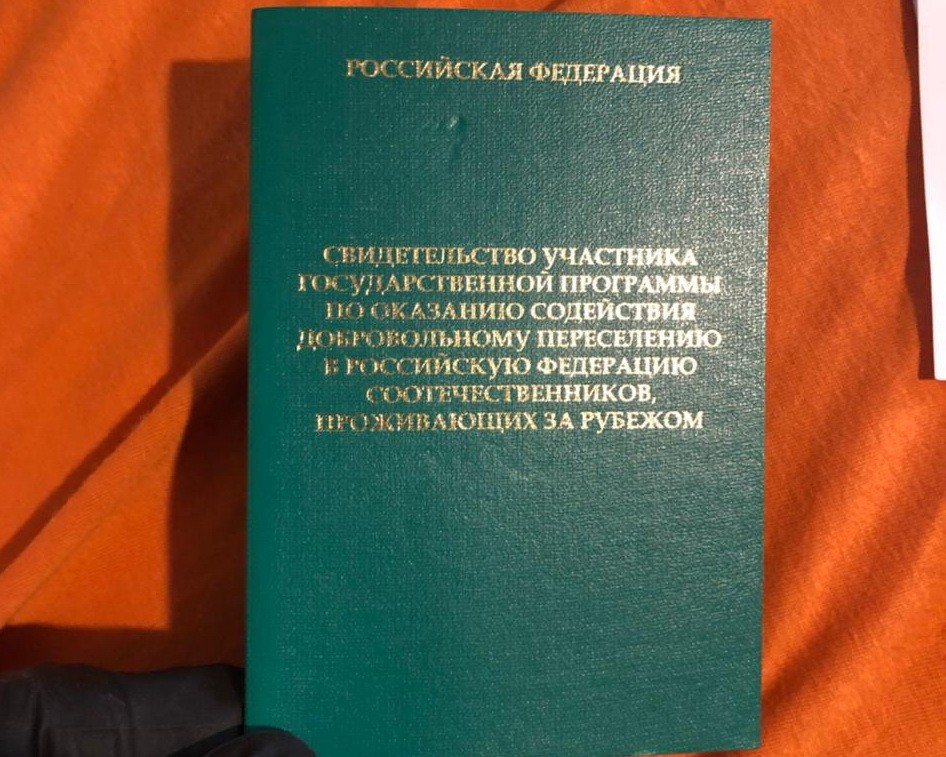 РОССИЙСКАЯ ФЕДЕРАЦИЯ
СВИДЕТЕЛЬСТВО УЧАСТНИКА
ГОСУДАРСТВЕННОЙ ПРОГРАММЫ
ПО ОКАЗАНИЮ СОДЕЙСТВИЯ
ДОБРОВОЛЬНОМУ ПЕРЕСЕЛЕНИЮ
В РОССИЙСКУЮ ФЕДЕРАЦИЮ
СООТЕЧЕСТВЕННИКОВ,
ПРОЖИВАЮЩИХ ЗА РУБЕЖОМ